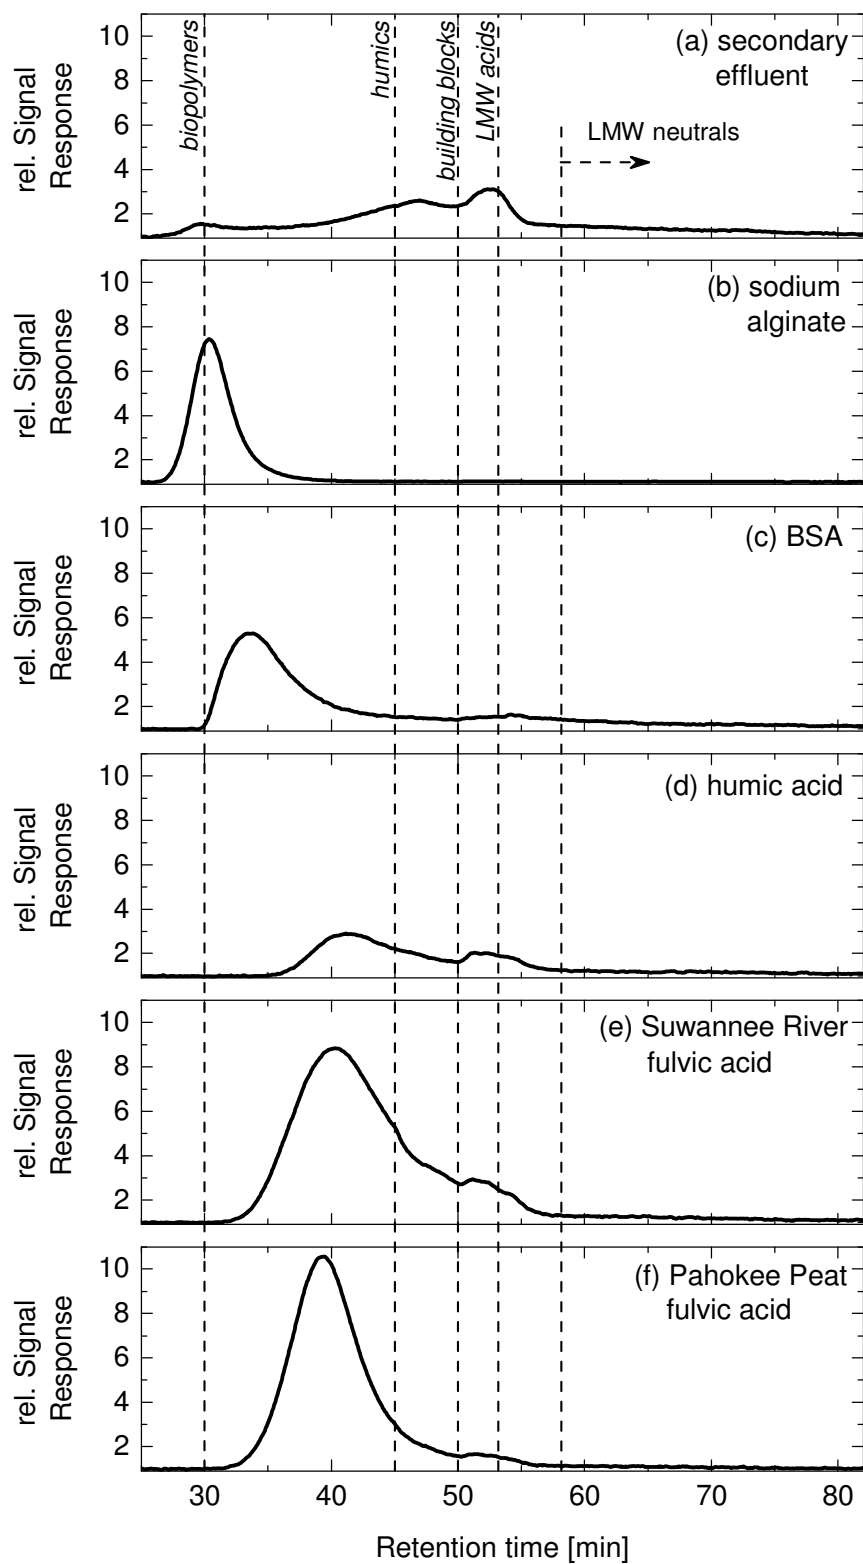 biopolymers
humics
building blocks
LMW acids
(a) secondary
effluent
LMW neutrals
rel. Signal
Response
10
8
6
4
2
(b) sodium
alginate
rel. Signal
Response
10
8
6
4
2
(c) BSA
rel. Signal
Response
10
8
6
4
2
(d) humic acid
rel. Signal
Response
10
8
6
4
2
(e) Suwannee River
fulvic acid
rel. Signal
Response
10
8
6
4
2
(f) Pahokee Peat
fulvic acid
rel. Signal
Response
10
8
6
4
2
30 40 50 60 70 80
Retention time [min]